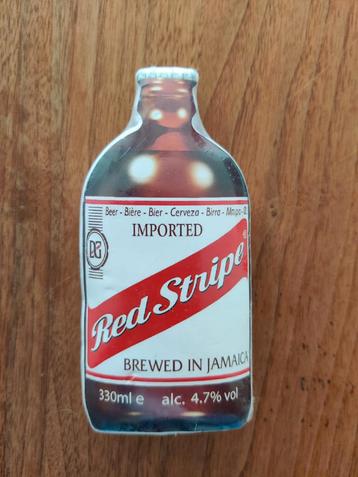 Beer - Bière - Bier - Cerveza - Birra -
IMPORTED
DG
Red Stripe
BREWED IN JAMAICA
330ml e alc. 4.7% vol